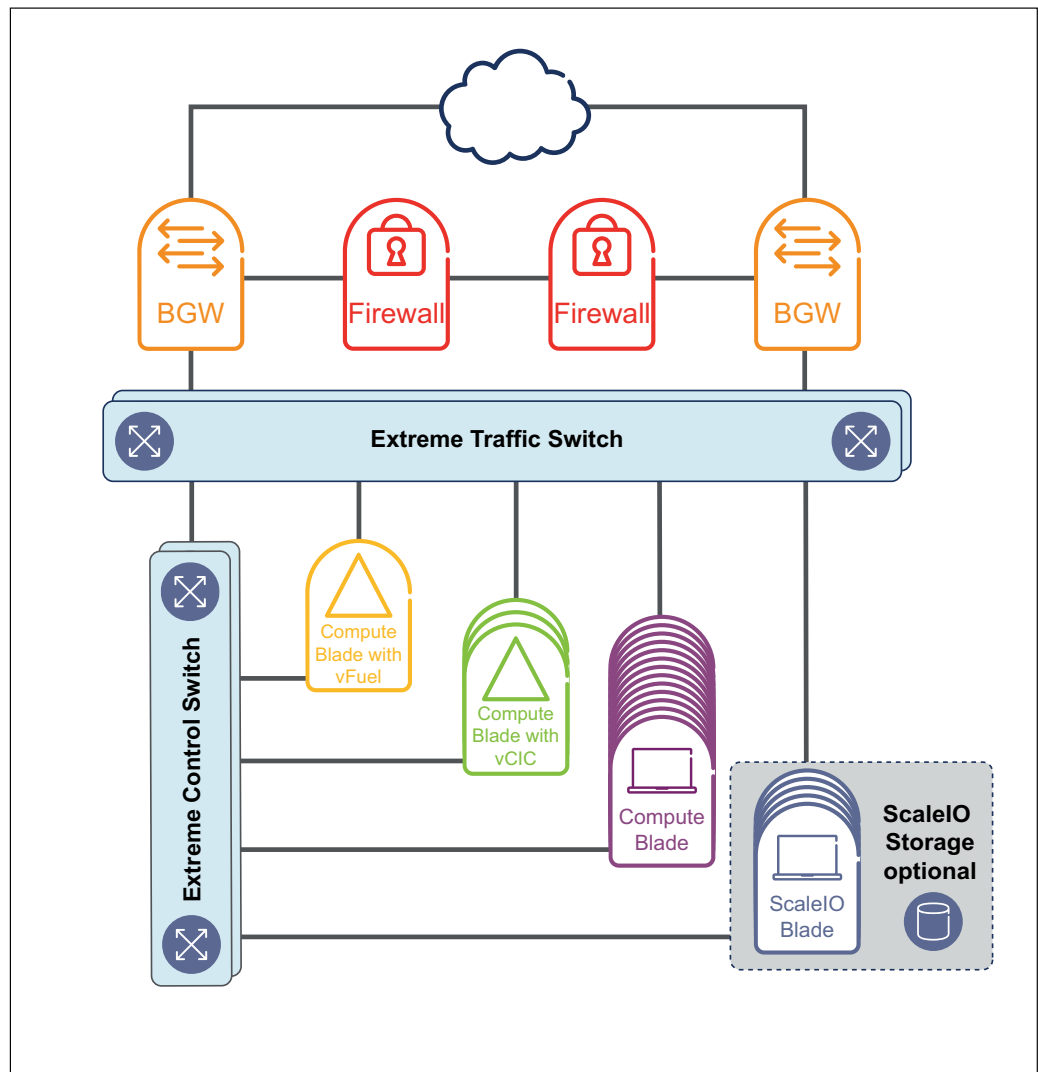 BGW
Firewall
Firewall
BGW
Extreme Traffic Switch
Extreme Control Switch
Compute
Blade with
vFuel
Compute
Blade with
vCIC
Compute
Blade
ScaleIO
Blade
ScaleIO
Storage
optional